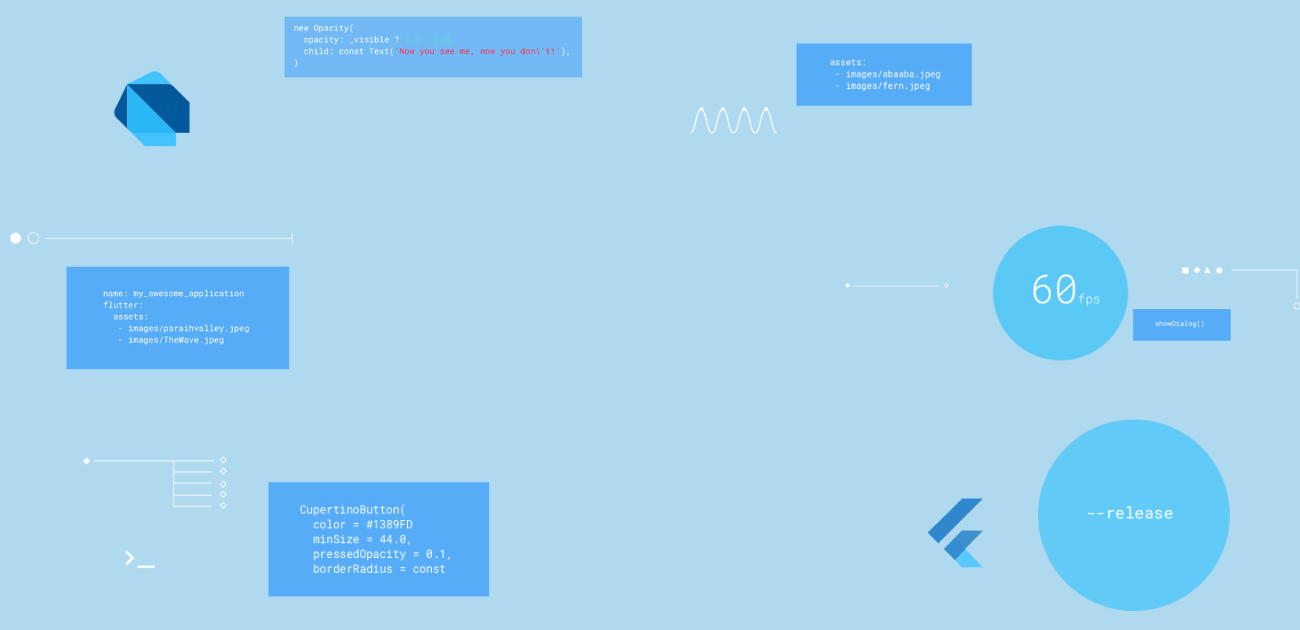 new Opacity(
opacity: _visible ?
child: const Text('Now you see me, now you don\'t!'),
)
assets:
- images/abaaba.jpeg
- images/fern.jpeg
name: my_awesome_application
flutter:
assets:
- images/paraihvalley.jpeg
- images/TheWave.jpeg
60fps
showDialog()
CupertinoButton(
color = #1389FD
minSize = 44.0,
pressedOpacity = 0.1,
borderRadius = const
--release